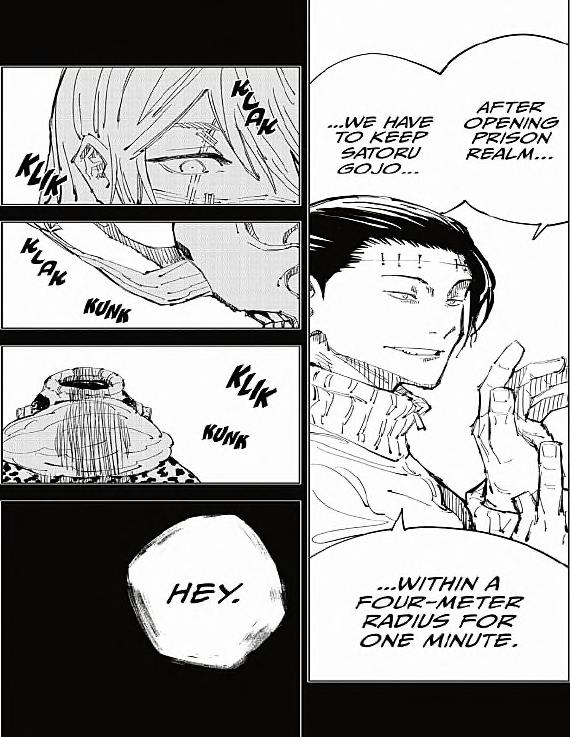 AFTER
OPENING
PRISON
REALM...
...WE HAVE
TO KEEP
SATORU
GOJO...
...WITHIN A
FOUR-METER
RADIUS FOR
ONE MINUTE.
KLAK
KLIK
KLAK
KUNK
KLIK
KUNK
HEY.